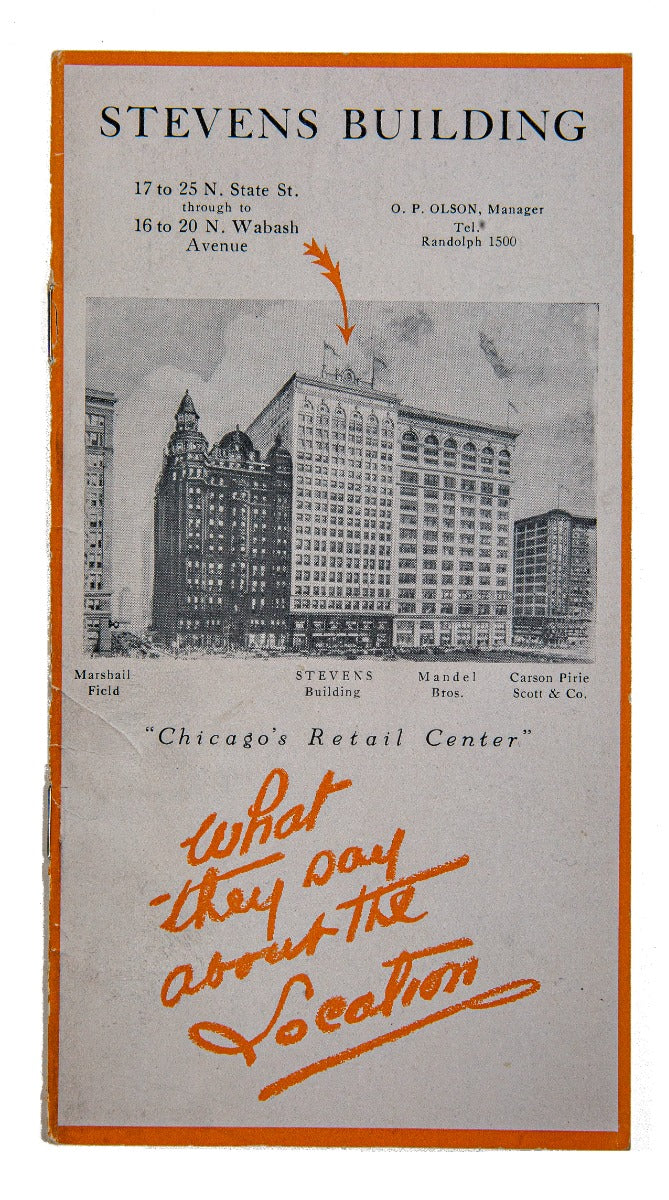 STEVENS BUILDING
17 to 25 N. State St.
through to
16 to 20 N. Wabash
Avenue
O. P. OLSON, Manager
Tel.
Randolph 1500
Marshall
Field
STEVENS
Building
Mandel
Bros.
Carson Pirie
Scott & Co.
"Chicago's Retail Center"
What
they say
about the
Location